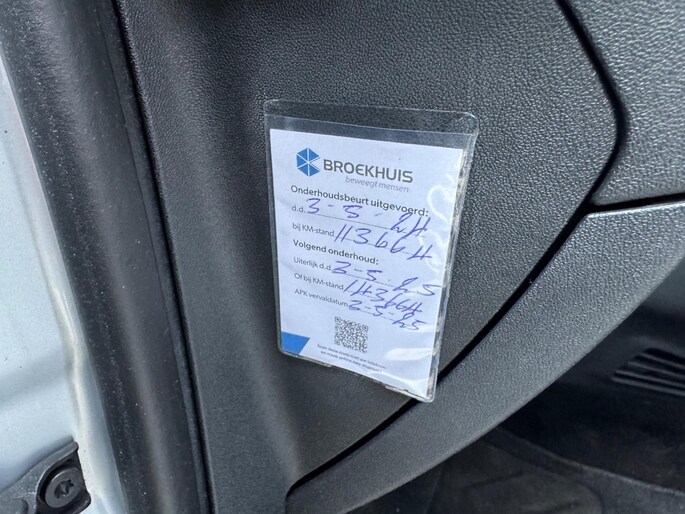 BROEKHUIS
beweegt mensen
Onderhoudsbeurt uitgevoerd:
d.d. 3-5-24
bij KM-stand 113664
Volgend onderhoud:
Uiterlijk d.d. 3-5-25
Of bij KM-stand 143664
APK vervaldatum 2-5-25